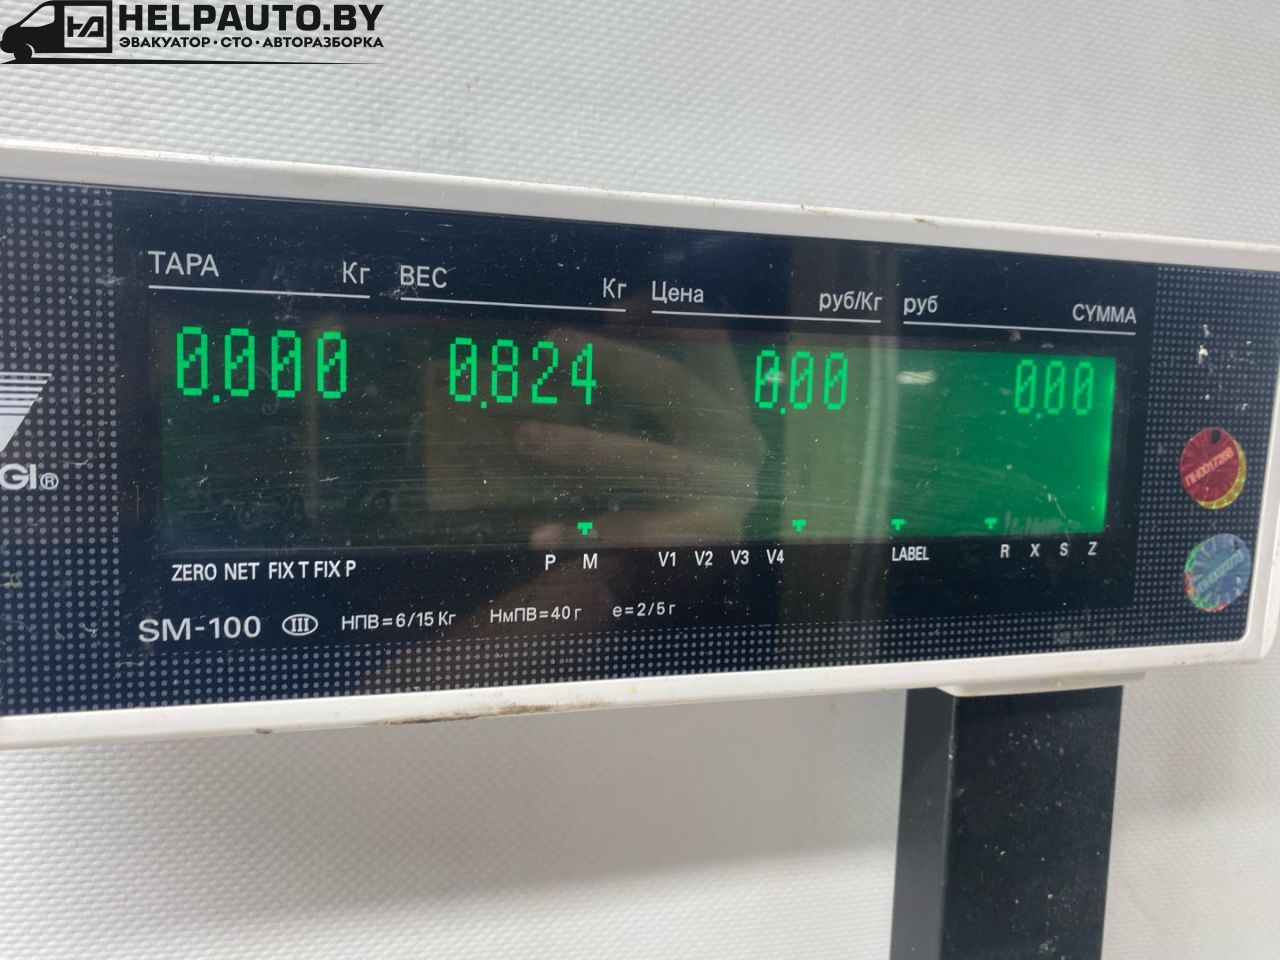 HELPAUTO.BY
ЭВАКУАТОР·СТО·АВТОРАЗБОРКА
ТАРА Кг ВЕС Кг Цена руб/Кг руб СУММА
0.000 0.824 0.00 0.00
GI®
ZERO NET FIX T FIX P P M V1 V2 V3 V4 LABEL R X S Z
SM-100 III НПВ=6/15 Кг НмПВ=40 г e=2/5 г